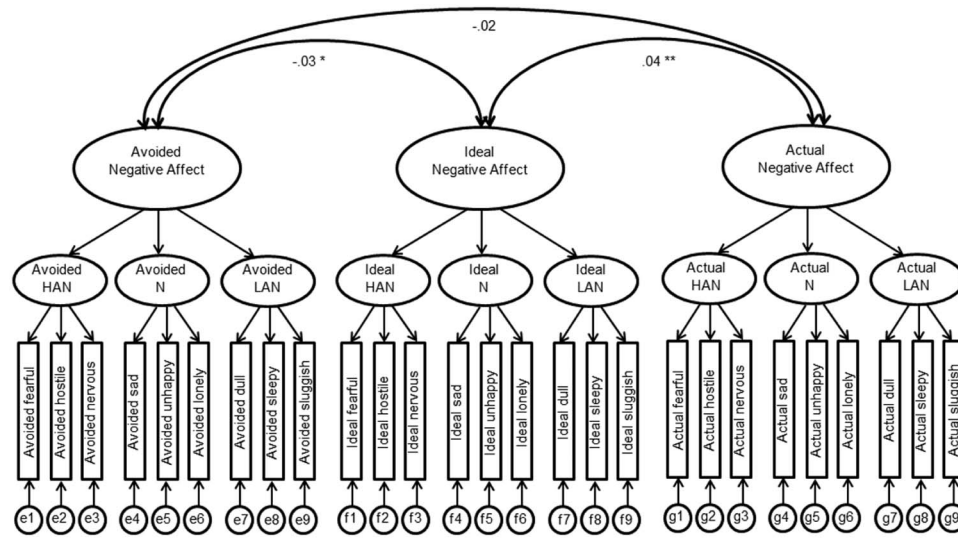 -.02
-.03 *
.04 **
Avoided
Negative Affect
Ideal
Negative Affect
Actual
Negative Affect
Avoided
HAN
Avoided
N
Avoided
LAN
Ideal
HAN
Ideal
N
Ideal
LAN
Actual
HAN
Actual
N
Actual
LAN
Avoided fearful
Avoided hostile
Avoided nervous
Avoided sad
Avoided unhappy
Avoided lonely
Avoided dull
Avoided sleepy
Avoided sluggish
Ideal fearful
Ideal hostile
Ideal nervous
Ideal sad
Ideal unhappy
Ideal lonely
Ideal dull
Ideal sleepy
Ideal sluggish
Actual fearful
Actual hostile
Actual nervous
Actual sad
Actual unhappy
Actual lonely
Actual dull
Actual sleepy
Actual sluggish
e1
e2
e3
e4
e5
e6
e7
e8
e9
f1
f2
f3
f4
f5
f6
f7
f8
f9
g1
g2
g3
g4
g5
g6
g7
g8
g9